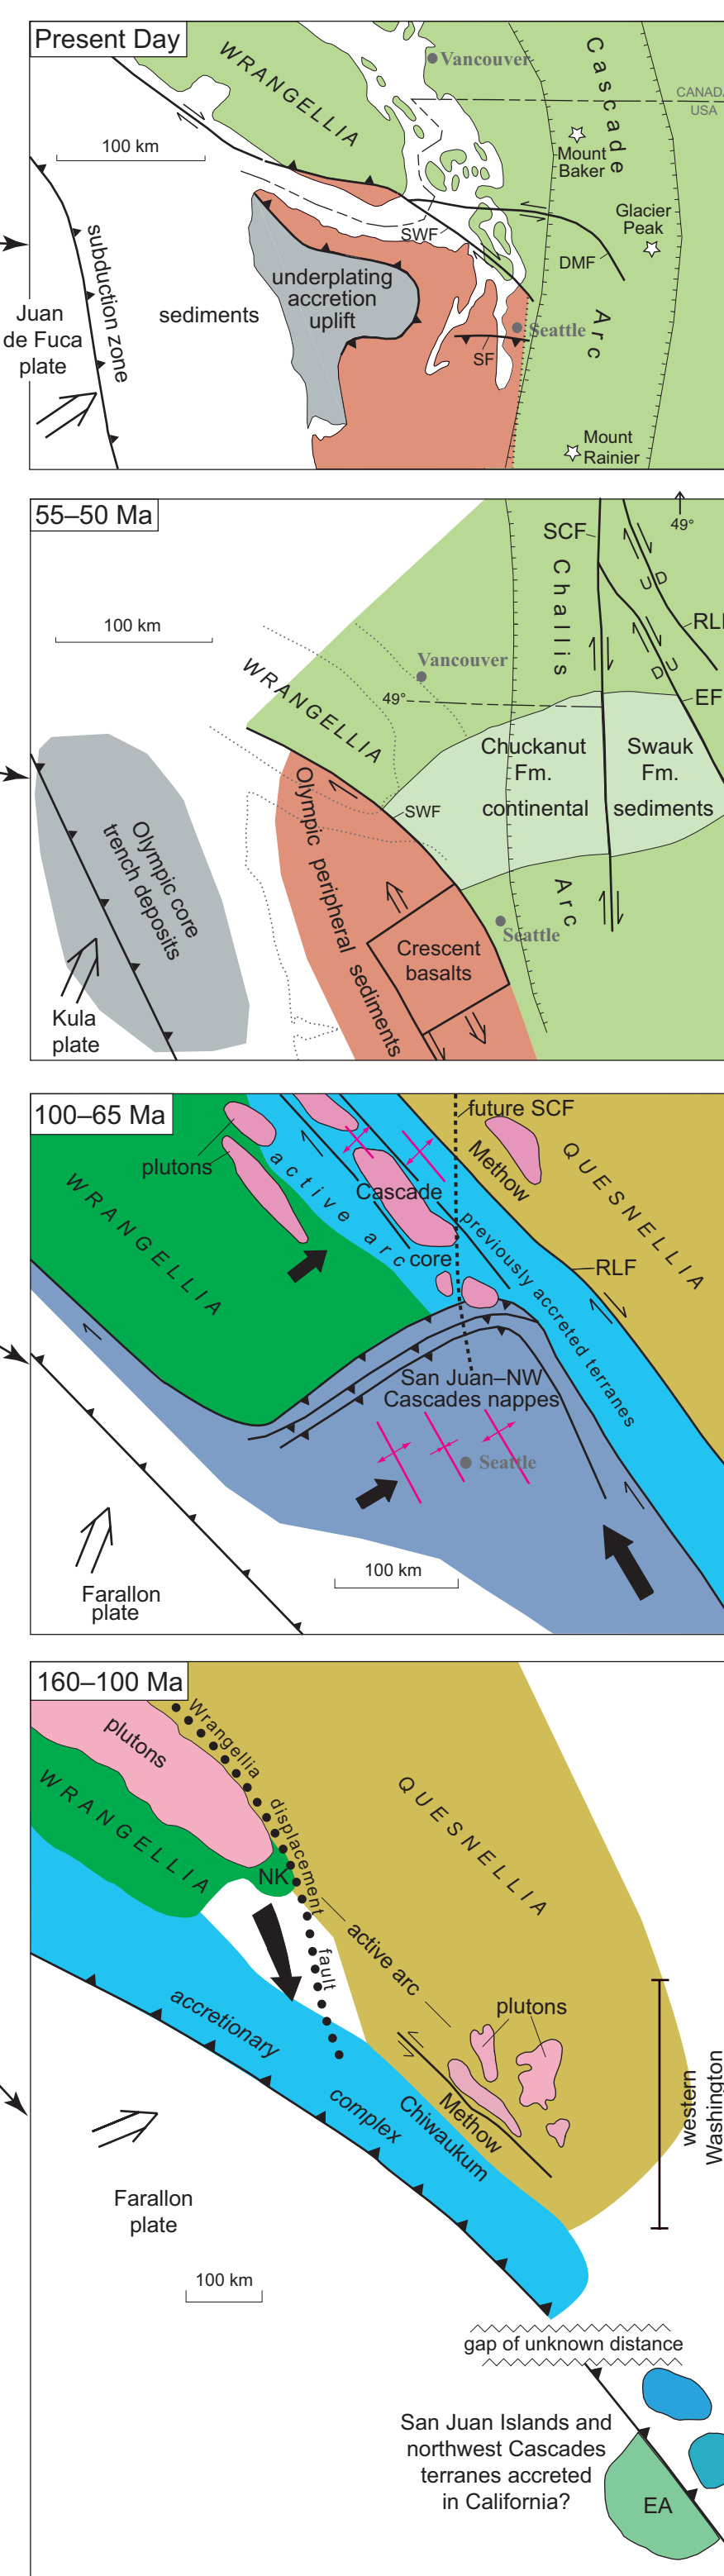 Present Day
WRANGELLIA
Vancouver
Cascade
CANADA
USA
100 km
Mount
Baker
Glacier
Peak
SWF
DMF
subduction zone
underplating
accretion
uplift
sediments
Juan
de Fuca
plate
Seattle
Arc
SF
Mount
Rainier
55–50 Ma
SCF
49°
Challis
100 km
U D
RL
Vancouver
WRANGELLIA
D U
49°
EF
Chuckanut
Fm.
continental
Swauk
Fm.
sediments
SWF
Olympic peripheral sediments
Olympic core
trench deposits
Arc
Seattle
Crescent
basalts
Kula
plate
100–65 Ma
future SCF
plutons
Methow
QUESNELLIA
WRANGELLIA
active arc
Cascade
core
previously accreted terranes
RLF
San Juan–NW
Cascades nappes
Seattle
100 km
Farallon
plate
160–100 Ma
Wrangellia displacement fault
plutons
WRANGELLIA
QUESNELLIA
NK
active arc
plutons
accretionary complex
Methow
Chiwaukum
western
Washington
Farallon
plate
100 km
gap of unknown distance
San Juan Islands and
northwest Cascades
terranes accreted
in California?
EA